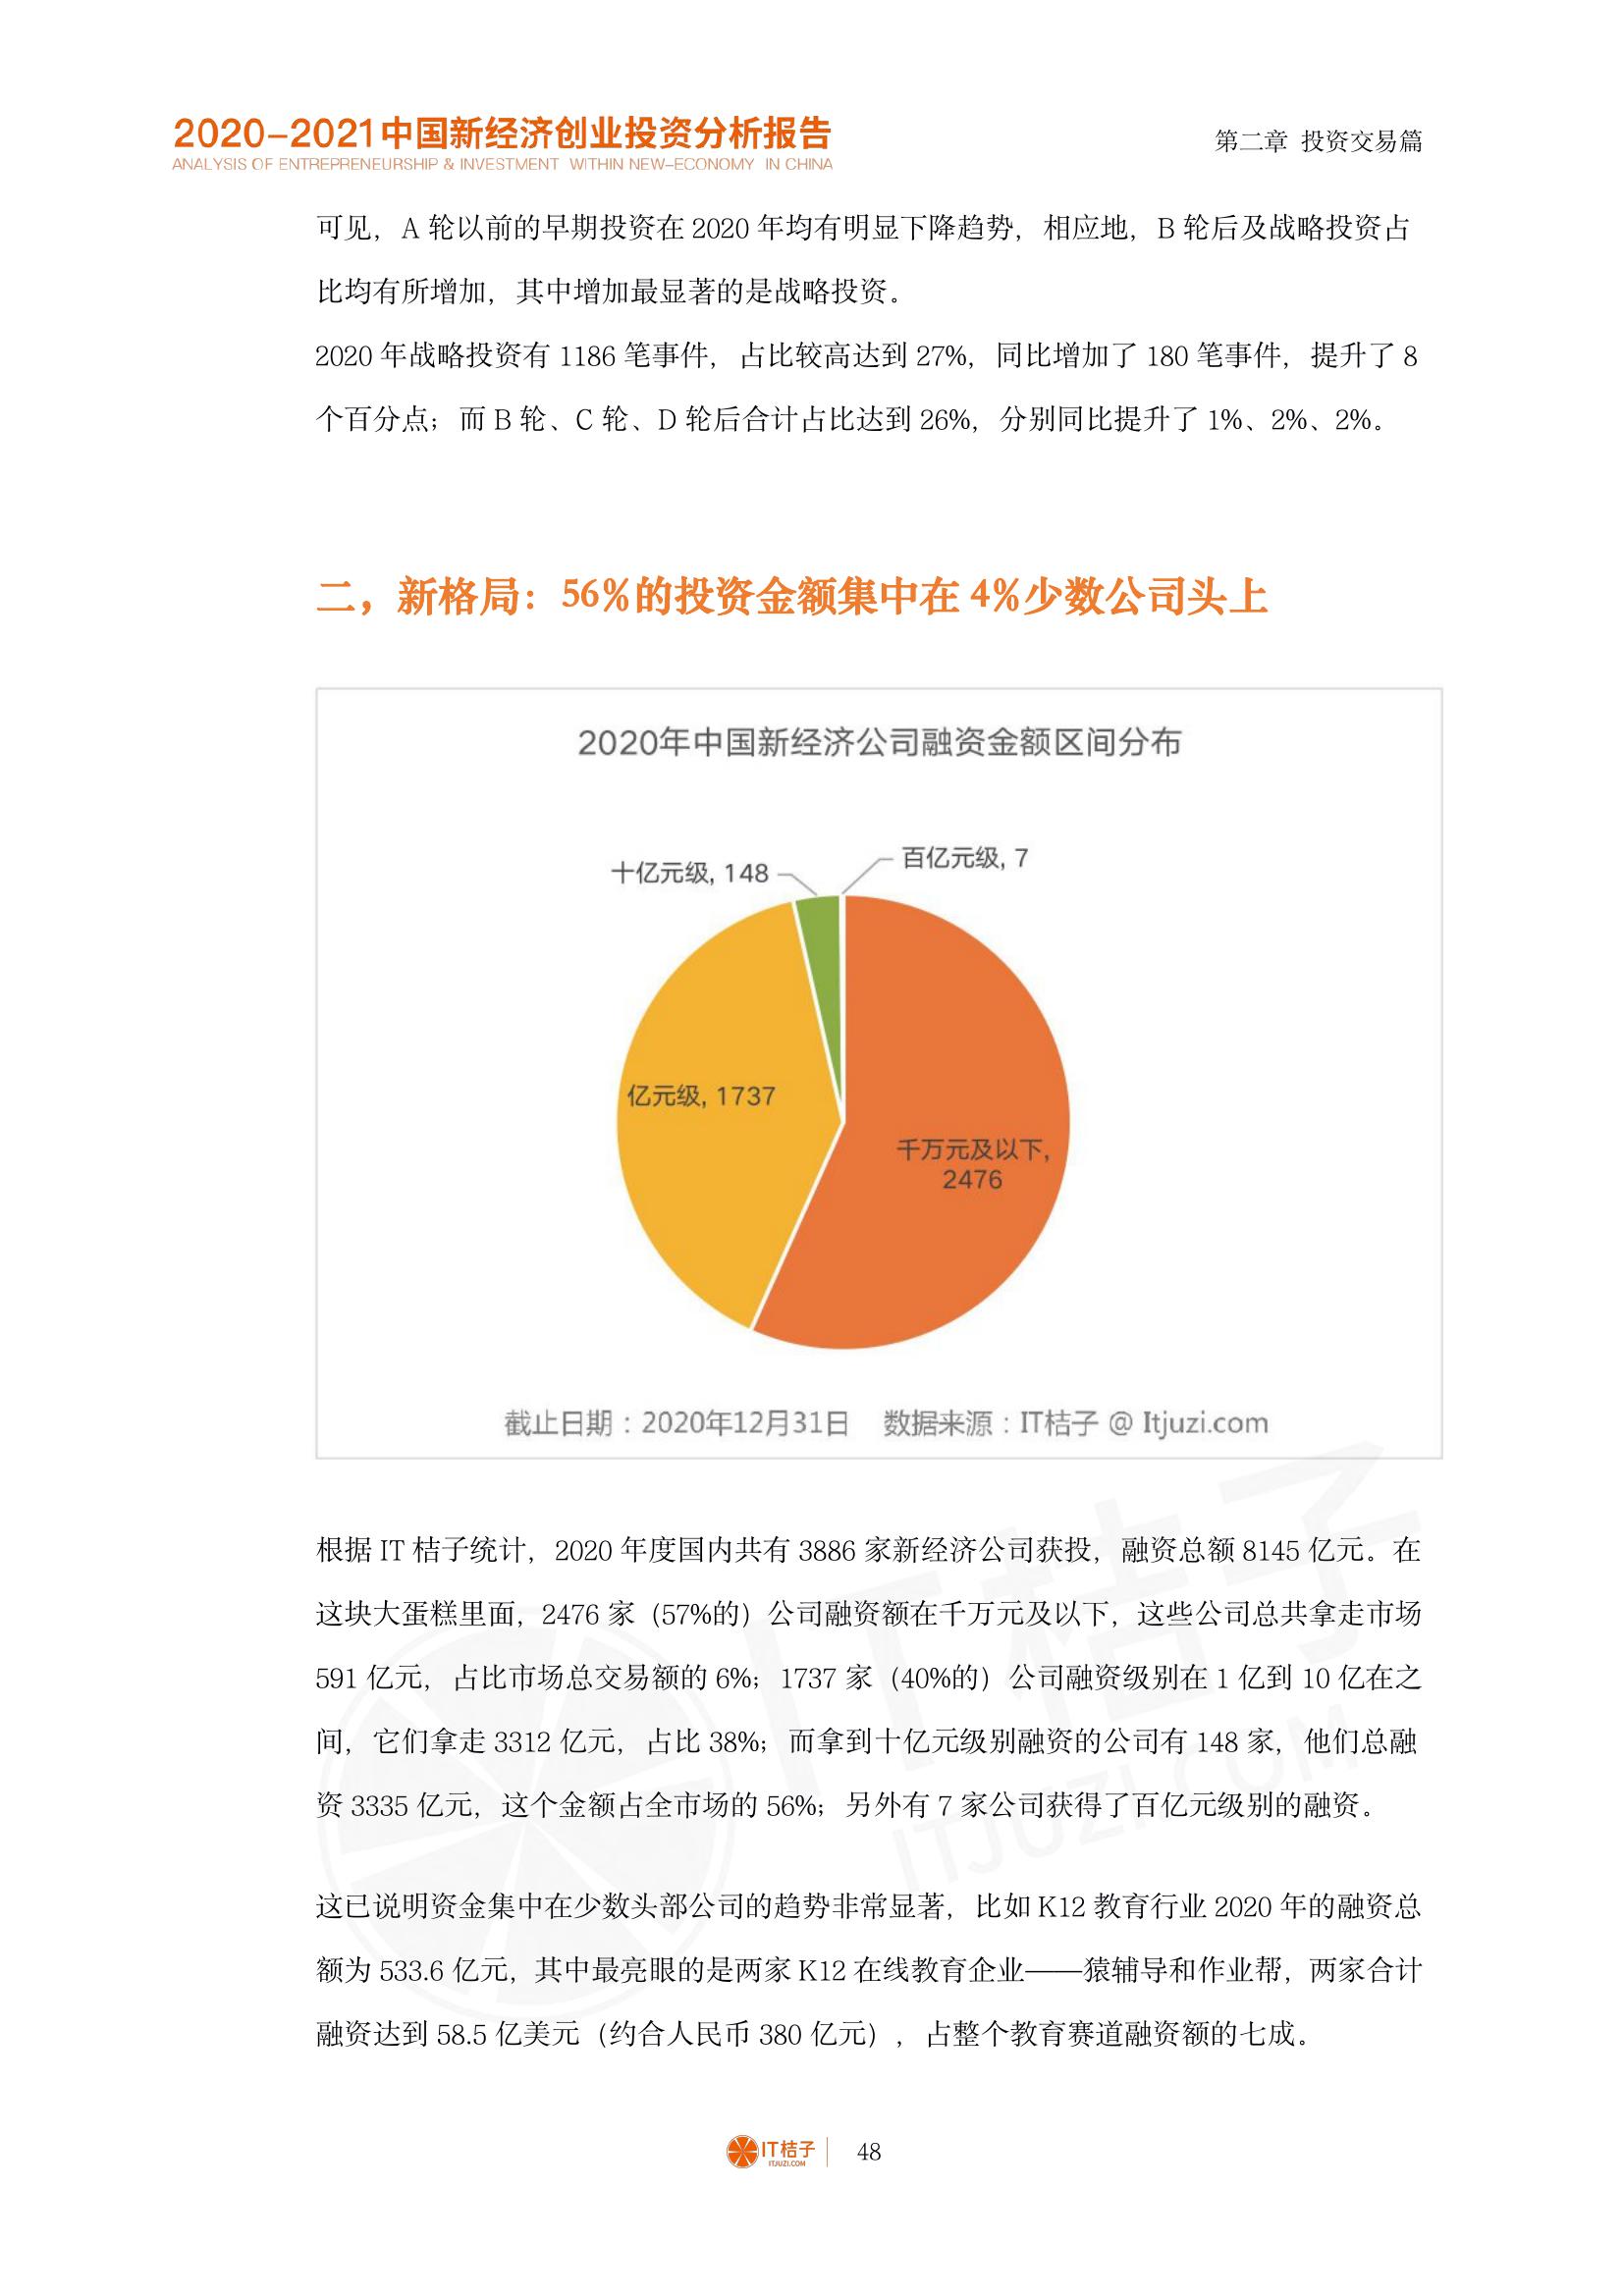 2020-2021中国新经济创业投资分析报告
ANALYSIS OF ENTREPRENEURSHIP & INVESTMENT WITHIN NEW-ECONOMY IN CHINA
第二章 投资交易篇
可见，A 轮以前的早期投资在 2020 年均有明显下降趋势，相应地，B 轮后及战略投资占
比均有所增加，其中增加最显著的是战略投资。
2020 年战略投资有 1186 笔事件，占比较高达到 27%，同比增加了 180 笔事件，提升了 8
个百分点；而 B 轮、C 轮、D 轮后合计占比达到 26%，分别同比提升了 1%、2%、2%。
二，新格局：56%的投资金额集中在 4%少数公司头上
2020年中国新经济公司融资金额区间分布
百亿元级, 7
十亿元级, 148
亿元级, 1737
千万元及以下,
2476
截止日期：2020年12月31日 数据来源：IT桔子 @ Itjuzi.com
根据 IT 桔子统计，2020 年度国内共有 3886 家新经济公司获投，融资总额 8145 亿元。在
这块大蛋糕里面，2476 家（57%的）公司融资额在千万元及以下，这些公司总共拿走市场
591 亿元，占比市场总交易额的 6%；1737 家（40%的）公司融资级别在 1 亿到 10 亿在之
间，它们拿走 3312 亿元，占比 38%；而拿到十亿元级别融资的公司有 148 家，他们总融
资 3335 亿元，这个金额占全市场的 56%；另外有 7 家公司获得了百亿元级别的融资。
这已说明资金集中在少数头部公司的趋势非常显著，比如 K12 教育行业 2020 年的融资总
额为 533.6 亿元，其中最亮眼的是两家 K12 在线教育企业——猿辅导和作业帮，两家合计
融资达到 58.5 亿美元（约合人民币 380 亿元），占整个教育赛道融资额的七成。
IT桔子
ITJUZI.COM
IT桔子
ITJUZI.COM
48